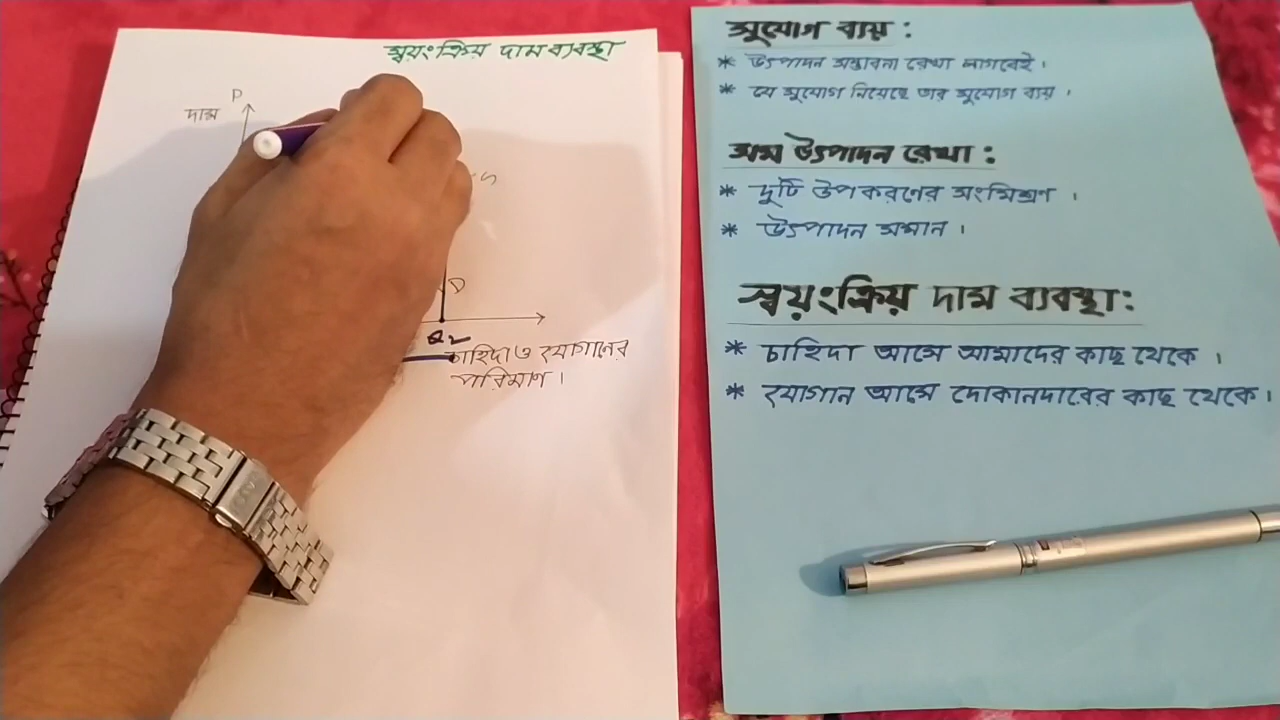 স্বয়ংক্রিয় দাম ব্যবস্থা
P
দাম
S
D
Q₂
চাহিদা ও যোগানের
পরিমাণ।
সুযোগ ব্যয় :
* উৎপাদন সম্ভাবনা রেখা লাগবেই।
* যে সুযোগ নিয়েছে তার সুযোগ ব্যয়।
সম উৎপাদন রেখা :
* দুটি উপকরণের সংমিশ্রণ।
* উৎপাদন সমান।
স্বয়ংক্রিয় দাম ব্যবস্থা:
* চাহিদা আসে আমাদের কাছ থেকে।
* যোগান আসে দোকানদারের কাছ থেকে।